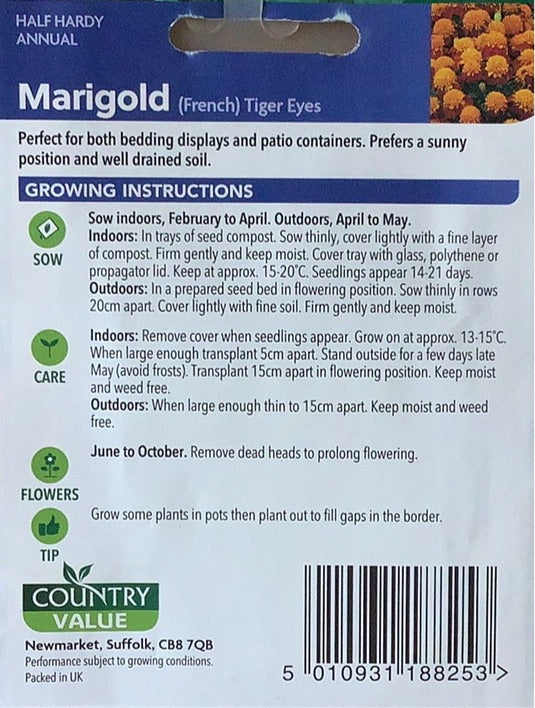 HALF HARDY
ANNUAL
Marigold (French) Tiger Eyes
Perfect for both bedding displays and patio containers. Prefers a sunny
position and well drained soil.
GROWING INSTRUCTIONS
SOW
Sow indoors, February to April. Outdoors, April to May.
Indoors: In trays of seed compost. Sow thinly, cover lightly with a fine layer
of compost. Firm gently and keep moist. Cover tray with glass, polythene or
propagator lid. Keep at approx. 15-20˚C. Seedlings appear 14-21 days.
Outdoors: In a prepared seed bed in flowering position. Sow thinly in rows
20cm apart. Cover lightly with fine soil. Firm gently and keep moist.
CARE
Indoors: Remove cover when seedlings appear. Grow on at approx. 13-15˚C.
When large enough transplant 5cm apart. Stand outside for a few days late
May (avoid frosts). Transplant 15cm apart in flowering position. Keep moist
and weed free.
Outdoors: When large enough thin to 15cm apart. Keep moist and weed
free.
FLOWERS
June to October. Remove dead heads to prolong flowering.
TIP
Grow some plants in pots then plant out to fill gaps in the border.
COUNTRY
VALUE
Newmarket, Suffolk, CB8 7QB
Performance subject to growing conditions.
Packed in UK
5 010931 188253 >